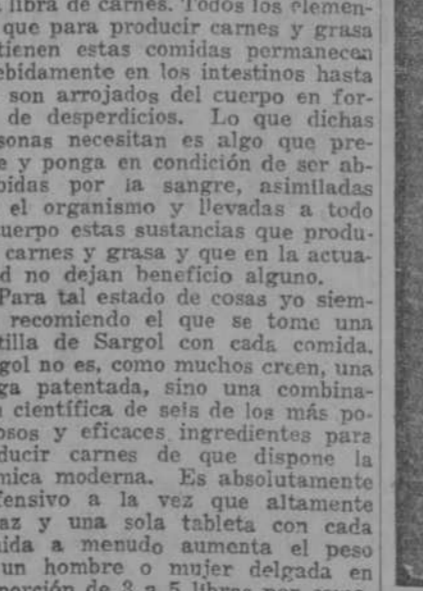 libra de carnes. Todos los elemen-
que para producir carnes y grasa
tienen estas comidas permanecen
ebidamente en los intestinos hasta
son arrojados del cuerpo en for-
de desperdicios. Lo que dichas
sonas necesitan es algo que pre-
e y ponga en condición de ser ab-
bidas por la sangre, asimiladas
el organismo y llevadas a todo
uerpo estas sustancias que produ-
carnes y grasa y que en la actua-
d no dejan beneficio alguno.
Para tal estado de cosas yo siem-
recomiendo el que se tome una
tilla de Sargol con cada comida.
gol no es, como muchos creen, una
ga patentada, sino una combina-
n científica de seis de los más po-
osos y eficaces ingredientes para
ducir carnes de que dispone la
mica moderna. Es absolutamente
fensivo a la vez que altamente
az y una sola tableta con cada
ida a menudo aumenta el peso
un hombre o mujer delgada en
porción de 3 a 5 libras por